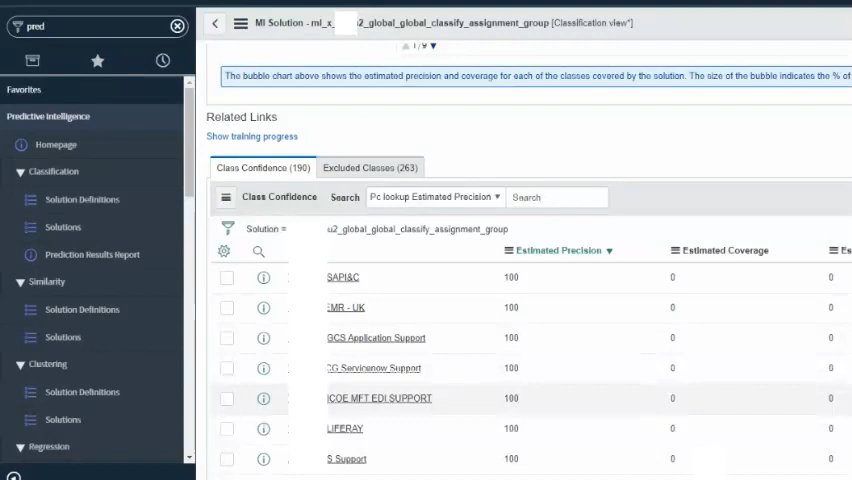 pred
MI Solution - ml_x_ u2_global_global_classify_assignment_group [Classification view*]
Favorites
Predictive Intelligence
Homepage
Classification
Solution Definitions
Solutions
Prediction Results Report
Similarity
Solution Definitions
Solutions
Clustering
Solution Definitions
Solutions
Regression
1 / 9
The bubble chart above shows the estimated precision and coverage for each of the classes covered by the solution. The size of the bubble indicates the % of
Related Links
Show training progress
Class Confidence (190) Excluded Classes (263)
Class Confidence Search Pc lookup Estimated Precision Search
Solution = u2_global_global_classify_assignment_group
Estimated Precision Estimated Coverage Es
SAPI&C 100 0 0
EMR - UK 100 0 0
GCS Application Support 100 0 0
CG Servicenow Support 100 0 0
ICOE MFT EDI SUPPORT 100 0 0
LIFERAY 100 0 0
S Support 100 0 0